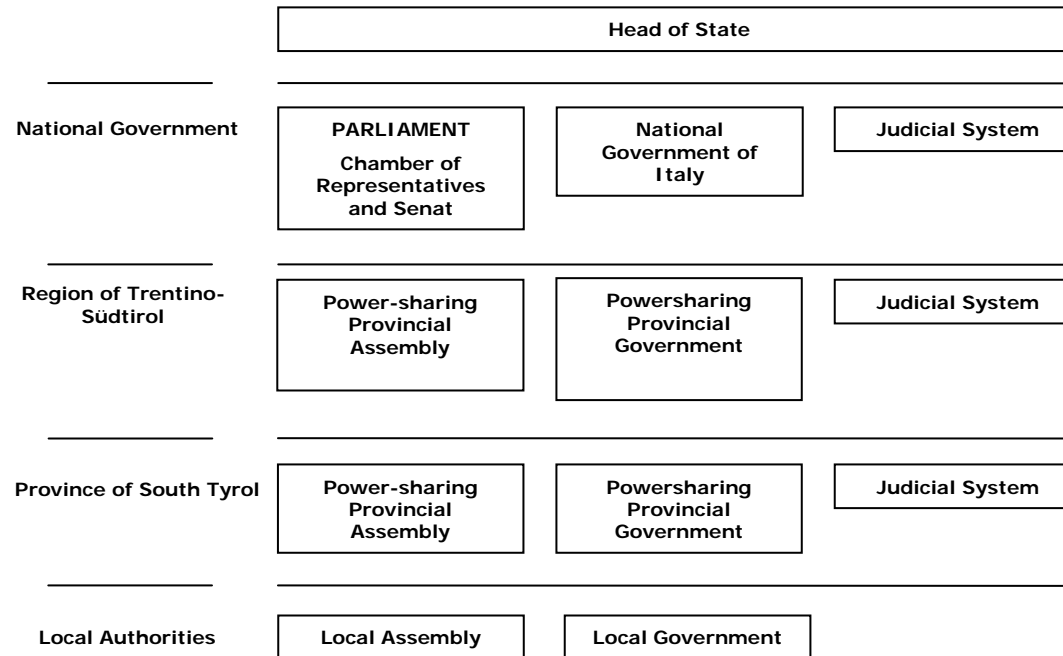 Head of State
National Government
PARLIAMENT
Chamber of
Representatives
and Senat
National
Government of
Italy
Judicial System
Region of Trentino-
Südtirol
Power-sharing
Provincial
Assembly
Powersharing
Provincial
Government
Judicial System
Province of South Tyrol
Power-sharing
Provincial
Assembly
Powersharing
Provincial
Government
Judicial System
Local Authorities
Local Assembly
Local Government